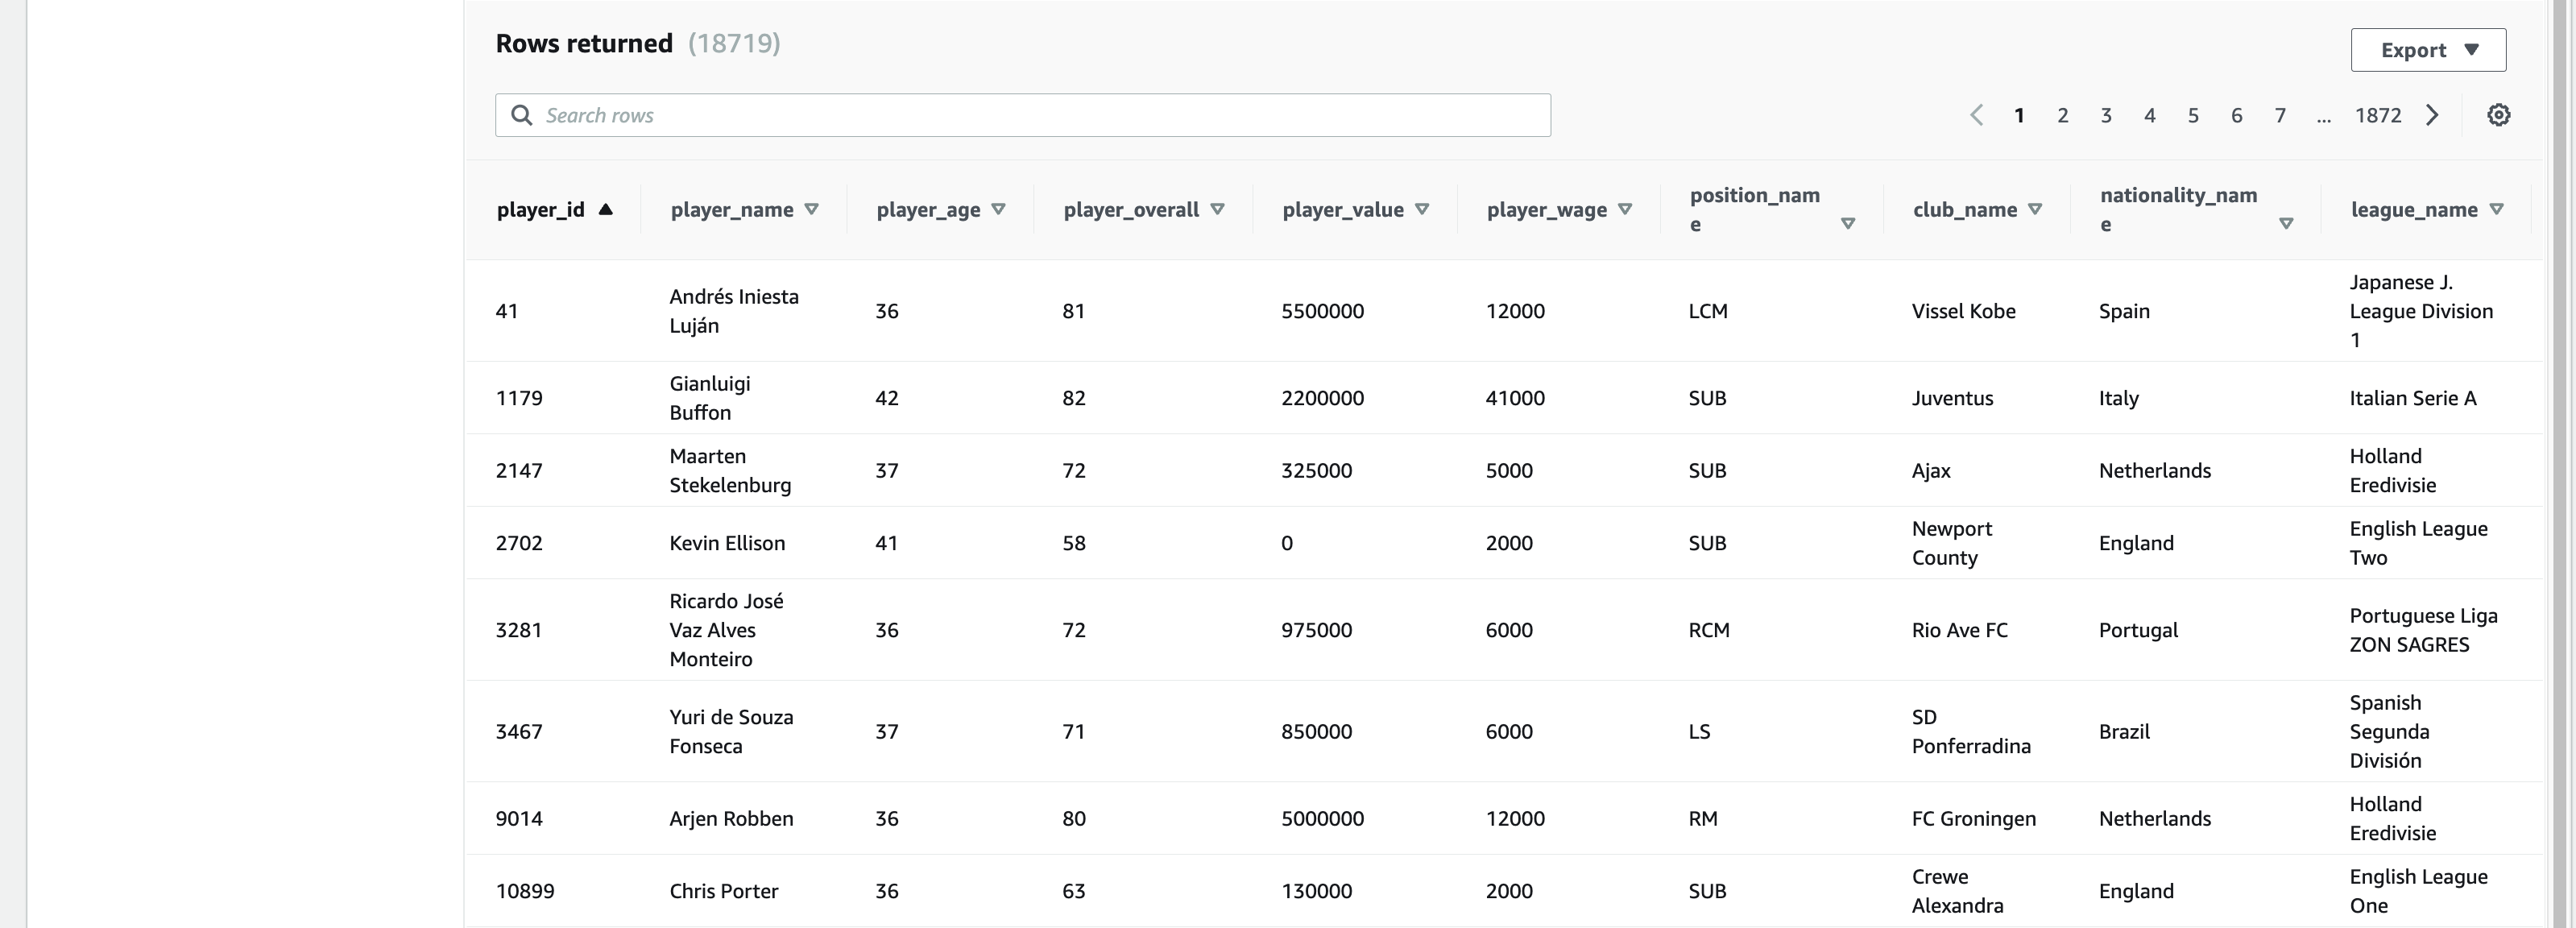 Rows returned (18719)
Export
Search rows
1 2 3 4 5 6 7 ... 1872
player_id player_name player_age player_overall player_value player_wage position_nam
e club_name nationality_nam
e league_name
41 Andrés Iniesta
Luján 36 81 5500000 12000 LCM Vissel Kobe Spain Japanese J.
League Division
1
1179 Gianluigi
Buffon 42 82 2200000 41000 SUB Juventus Italy Italian Serie A
2147 Maarten
Stekelenburg 37 72 325000 5000 SUB Ajax Netherlands Holland
Eredivisie
2702 Kevin Ellison 41 58 0 2000 SUB Newport
County England English League
Two
3281 Ricardo José
Vaz Alves
Monteiro 36 72 975000 6000 RCM Rio Ave FC Portugal Portuguese Liga
ZON SAGRES
3467 Yuri de Souza
Fonseca 37 71 850000 6000 LS SD
Ponferradina Brazil Spanish
Segunda
División
9014 Arjen Robben 36 80 5000000 12000 RM FC Groningen Netherlands Holland
Eredivisie
10899 Chris Porter 36 63 130000 2000 SUB Crewe
Alexandra England English League
One